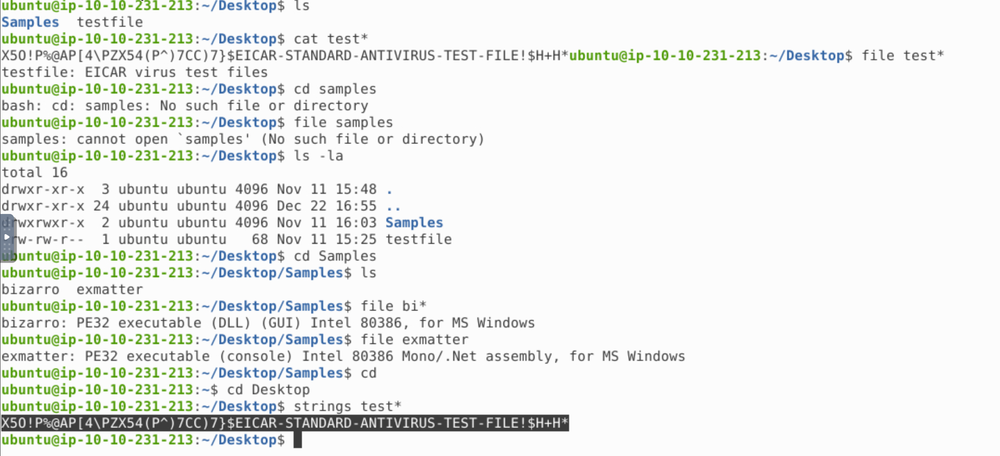 ubuntu@ip-10-10-231-213:~/Desktop$ ls
Samples  testfile
ubuntu@ip-10-10-231-213:~/Desktop$ cat test*
X5O!P%@AP[4\PZX54(P^)7CC)7}$EICAR-STANDARD-ANTIVIRUS-TEST-FILE!$H+H*ubuntu@ip-10-10-231-213:~/Desktop$ file test*
testfile: EICAR virus test files
ubuntu@ip-10-10-231-213:~/Desktop$ cd samples
bash: cd: samples: No such file or directory
ubuntu@ip-10-10-231-213:~/Desktop$ file samples
samples: cannot open `samples' (No such file or directory)
ubuntu@ip-10-10-231-213:~/Desktop$ ls -la
total 16
drwxr-xr-x  3 ubuntu ubuntu 4096 Nov 11 15:48 .
drwxr-xr-x 24 ubuntu ubuntu 4096 Dec 22 16:55 ..
drwxrwxr-x  2 ubuntu ubuntu 4096 Nov 11 16:03 Samples
-rw-rw-r--  1 ubuntu ubuntu   68 Nov 11 15:25 testfile
ubuntu@ip-10-10-231-213:~/Desktop$ cd Samples
ubuntu@ip-10-10-231-213:~/Desktop/Samples$ ls
bizarro  exmatter
ubuntu@ip-10-10-231-213:~/Desktop/Samples$ file bi*
bizarro: PE32 executable (DLL) (GUI) Intel 80386, for MS Windows
ubuntu@ip-10-10-231-213:~/Desktop/Samples$ file exmatter
exmatter: PE32 executable (console) Intel 80386 Mono/.Net assembly, for MS Windows
ubuntu@ip-10-10-231-213:~/Desktop/Samples$ cd
ubuntu@ip-10-10-231-213:~$ cd Desktop
ubuntu@ip-10-10-231-213:~/Desktop$ strings test*
X5O!P%@AP[4\PZX54(P^)7CC)7}$EICAR-STANDARD-ANTIVIRUS-TEST-FILE!$H+H*
ubuntu@ip-10-10-231-213:~/Desktop$